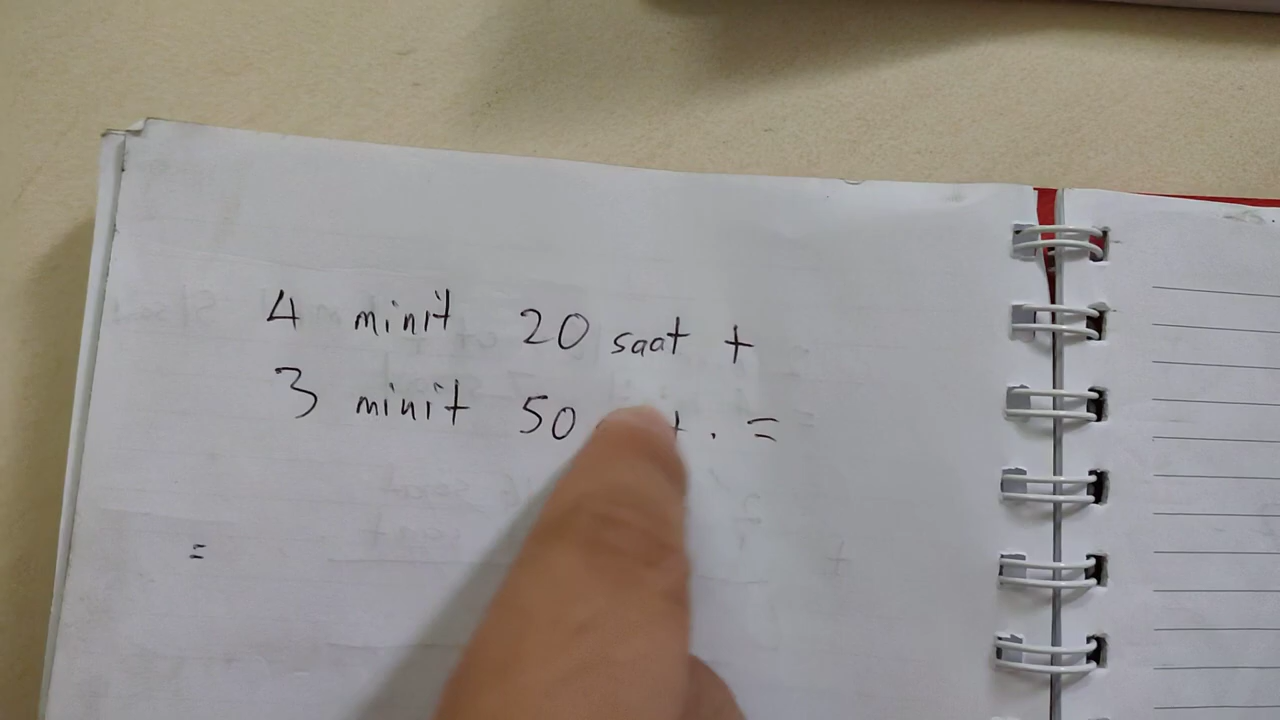 4 minit 20 saat +
3 minit 50 . =
=